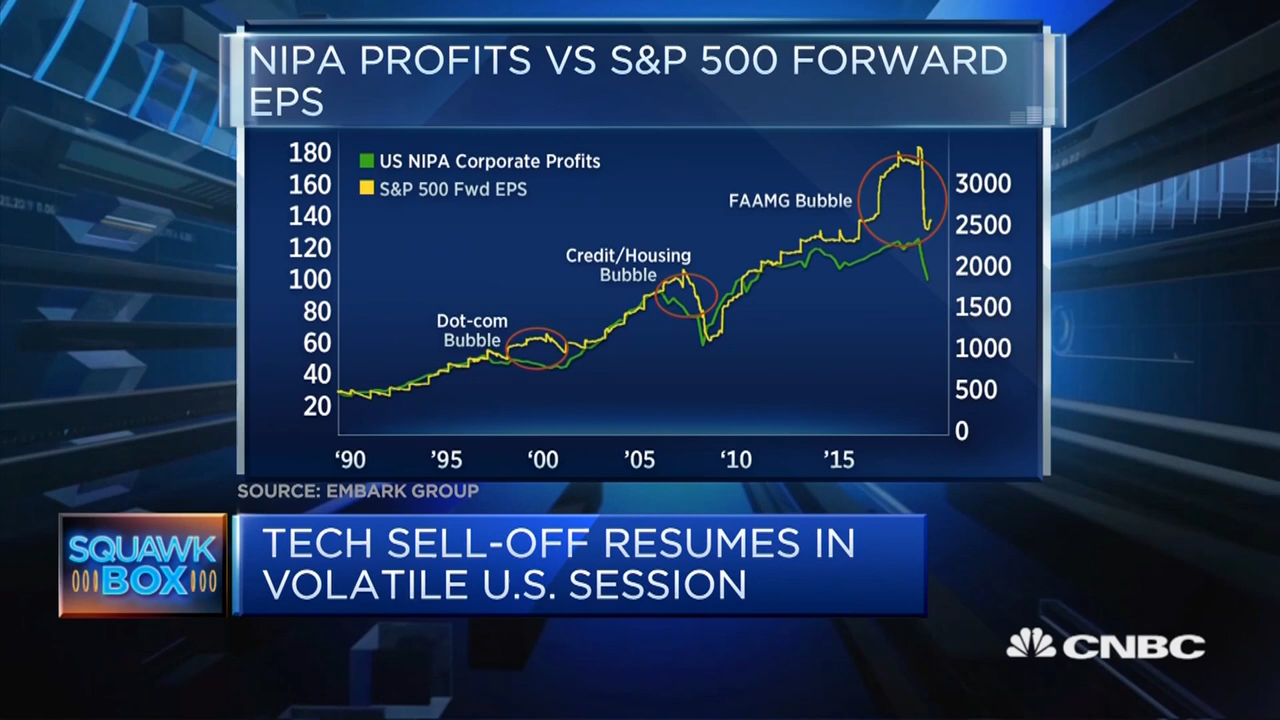 NIPA PROFITS VS S&P 500 FORWARD
EPS
180
160
140
120
100
80
60
40
20
US NIPA Corporate Profits
S&P 500 Fwd EPS
FAAMG Bubble
Credit/Housing
Bubble
Dot-com
Bubble
3000
2500
2000
1500
1000
500
0
‘90
‘95
‘00
‘05
‘10
‘15
SOURCE: EMBARK GROUP
SQUAWK
BOX
TECH SELL-OFF RESUMES IN
VOLATILE U.S. SESSION
CNBC